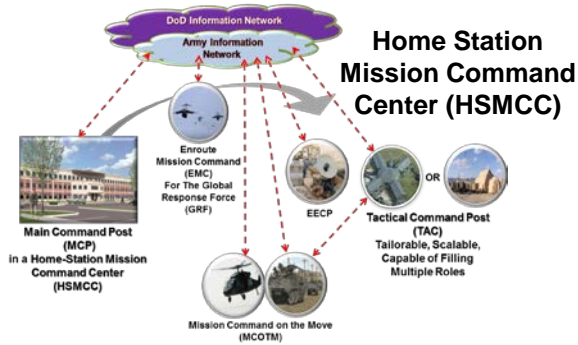 DoD Information Network
Army Information
Network
Home Station
Mission Command
Center (HSMCC)
Enroute
Mission Command
(EMC)
For The Global
Response Force
(GRF)
EECP
OR
Tactical Command Post
(TAC)
Tailorable, Scalable,
Capable of Filling
Multiple Roles
Main Command Post
(MCP)
in a Home-Station Mission
Command Center
(HSMCC)
Mission Command on the Move
(MCOTM)